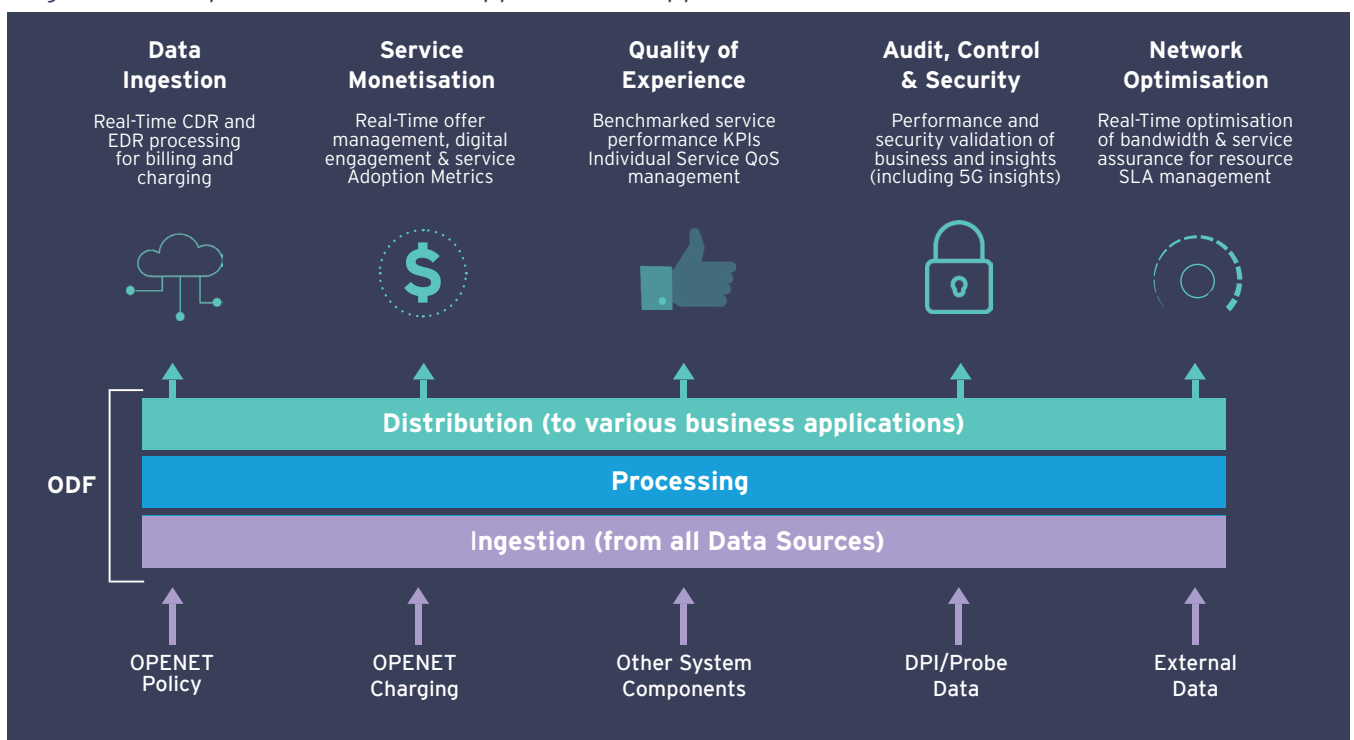 Data
Ingestion
Real-Time CDR and
EDR processing
for billing and
charging
Service
Monetisation
Real-Time offer
management, digital
engagement & service
Adoption Metrics
Quality of
Experience
Benchmarked service
performance KPIs
Individual Service QoS
management
Audit, Control
& Security
Performance and
security validation of
business and insights
(including 5G insights)
Network
Optimisation
Real-Time optimisation
of bandwidth & service
assurance for resource
SLA management
$
ODF
Distribution (to various business applications)
Processing
Ingestion (from all Data Sources)
OPENET
Policy
OPENET
Charging
Other System
Components
DPI/Probe
Data
External
Data